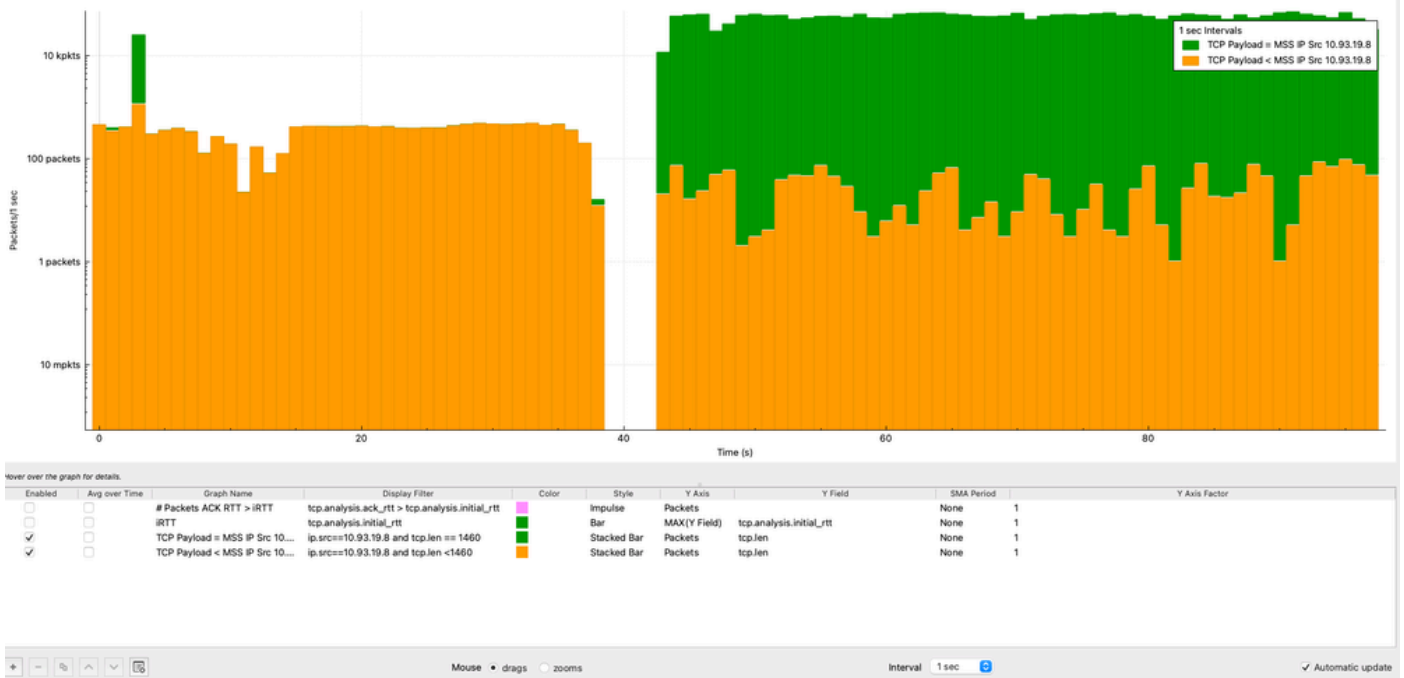 10 kpkts
100 packets
1 packets
10 mpkts
Packets/1 sec
1 sec Intervals
TCP Payload = MSS IP Src 10.93.19.8
TCP Payload < MSS IP Src 10.93.19.8
0 20 40 60 80
Time (s)
Hover over the graph for details.
Enabled Avg over Time Graph Name Display Filter Color Style Y Axis Y Field SMA Period Y Axis Factor
# Packets ACK RTT > iRTT tcp.analysis.ack_rtt > tcp.analysis.initial_rtt Impulse Packets None 1
iRTT tcp.analysis.initial_rtt Bar MAX(Y Field) tcp.analysis.initial_rtt None 1
TCP Payload = MSS IP Src 10.... ip.src==10.93.19.8 and tcp.len == 1460 Stacked Bar Packets tcp.len None 1
TCP Payload < MSS IP Src 10.... ip.src==10.93.19.8 and tcp.len <1460 Stacked Bar Packets tcp.len None 1
Mouse drags zooms Interval 1 sec Automatic update